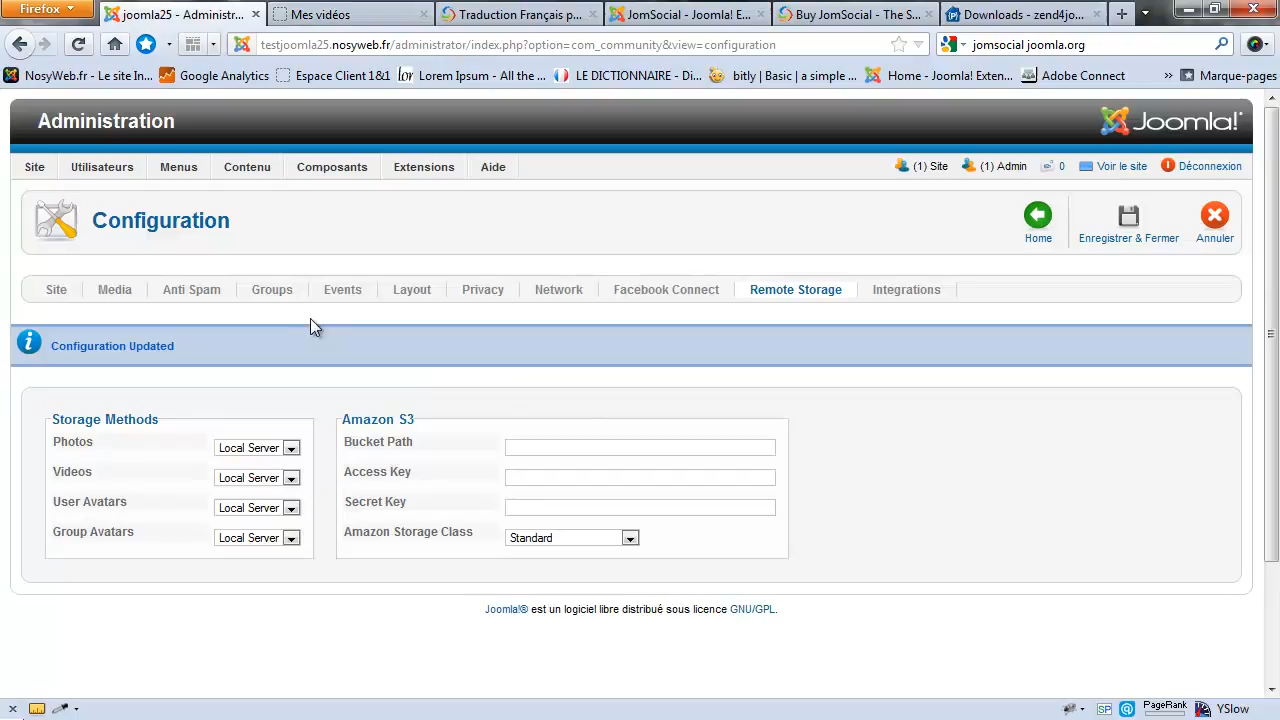 Firefox
joomla25 - Administr...
Mes vidéos
Traduction Français p...
JomSocial - Joomla! E...
Buy JomSocial - The S...
Downloads - zend4jo...
testjoomla25.nosyweb.fr/administrator/index.php?option=com_community&view=configuration
jomsocial joomla.org
NosyWeb.fr - Le site In...
Google Analytics
Espace Client 1&1
Lorem Ipsum - All the ...
LE DICTIONNAIRE - Di...
bitly | Basic | a simple ...
Home - Joomla! Exten...
Adobe Connect
»
Marque-pages
Administration
Joomla!
Site
Utilisateurs
Menus
Contenu
Composants
Extensions
Aide
(1) Site
(1) Admin
0
Voir le site
Déconnexion
Configuration
Home
Enregistrer & Fermer
Annuler
Site
Media
Anti Spam
Groups
Events
Layout
Privacy
Network
Facebook Connect
Remote Storage
Integrations
Configuration Updated
Storage Methods
Photos
Local Server
Videos
Local Server
User Avatars
Local Server
Group Avatars
Local Server
Amazon S3
Bucket Path
Access Key
Secret Key
Amazon Storage Class
Standard
Joomla!® est un logiciel libre distribué sous licence GNU/GPL.
SP
PageRank
YSlow